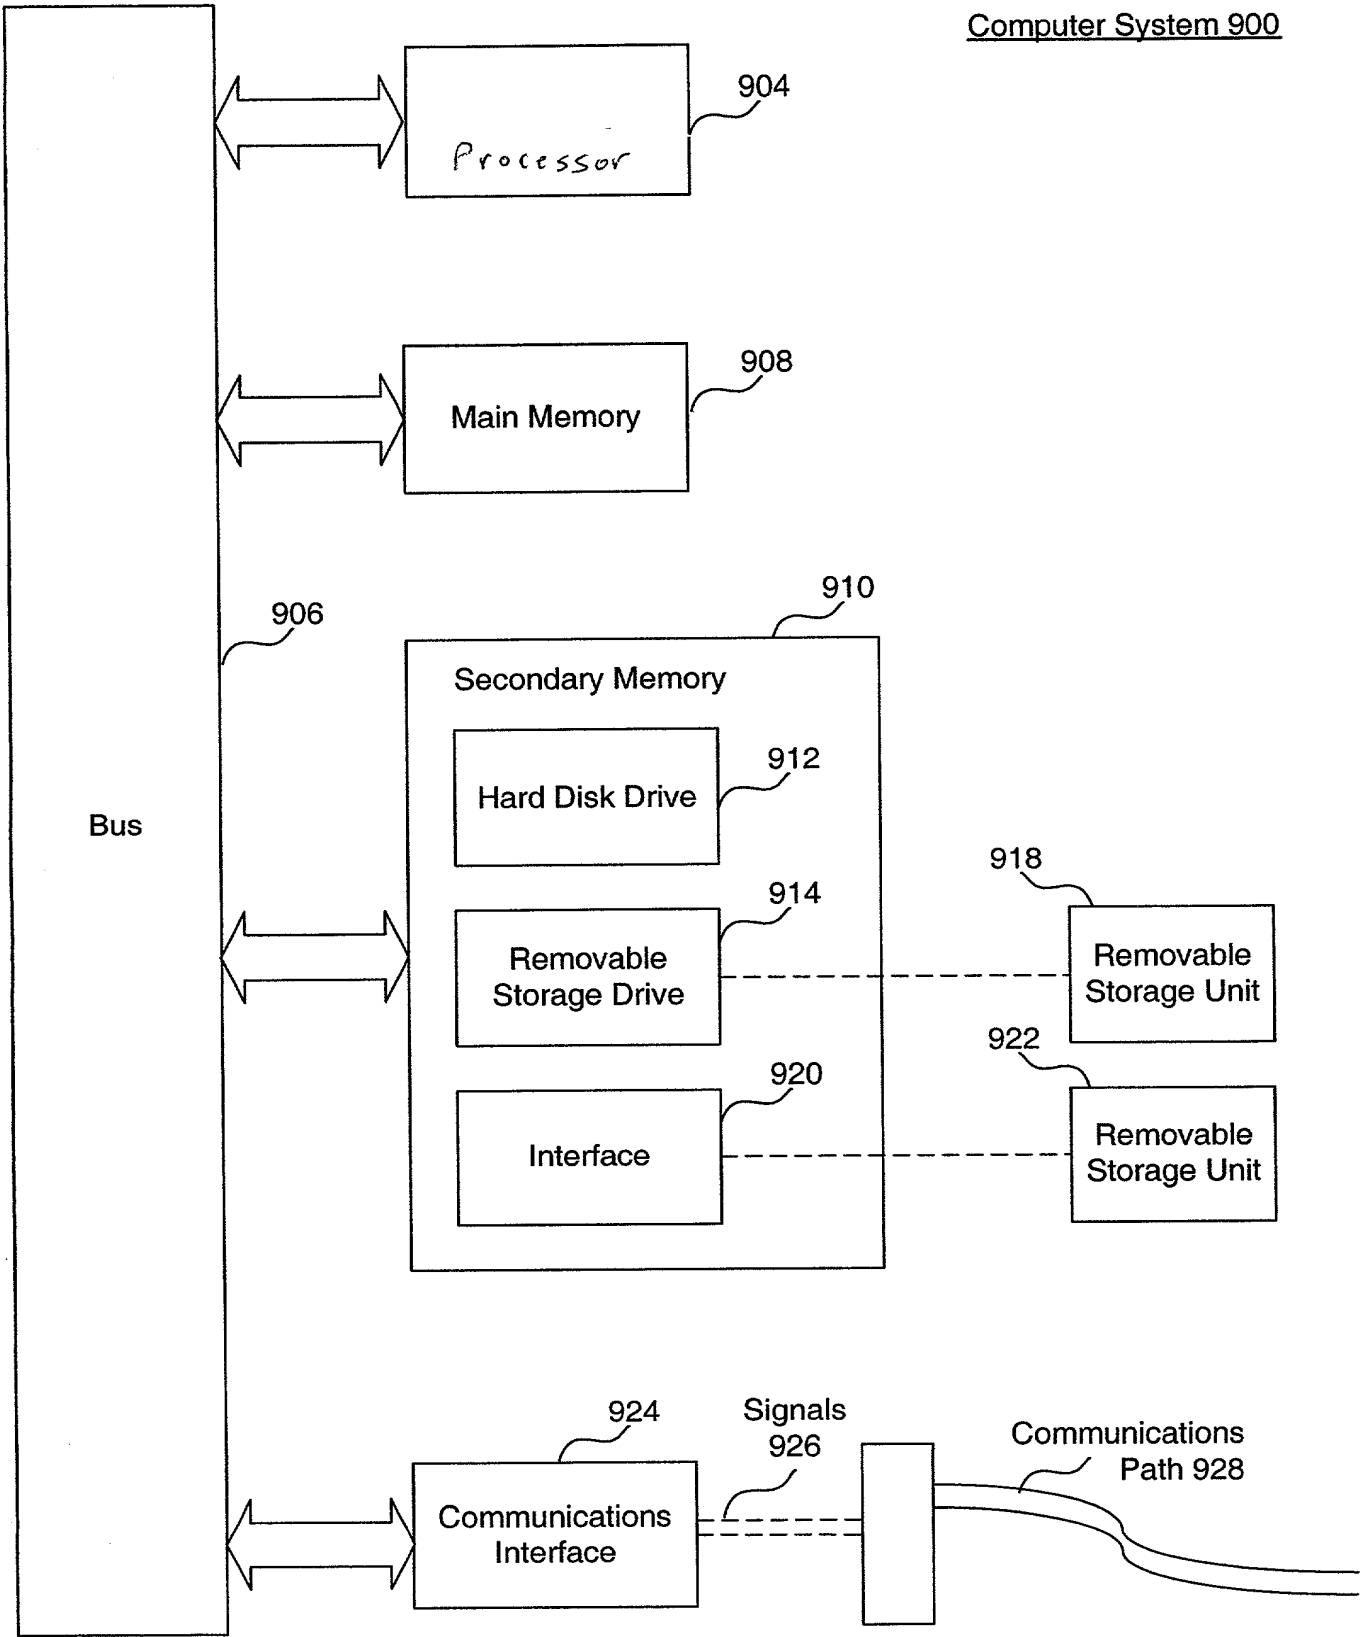 Computer System 900
904
Processor
908
Main Memory
906
910
Secondary Memory
912
Hard Disk Drive
Bus
914
Removable
Storage Drive
918
Removable
Storage Unit
920
Interface
922
Removable
Storage Unit
924
Communications
Interface
Signals
926
Communications
Path 928